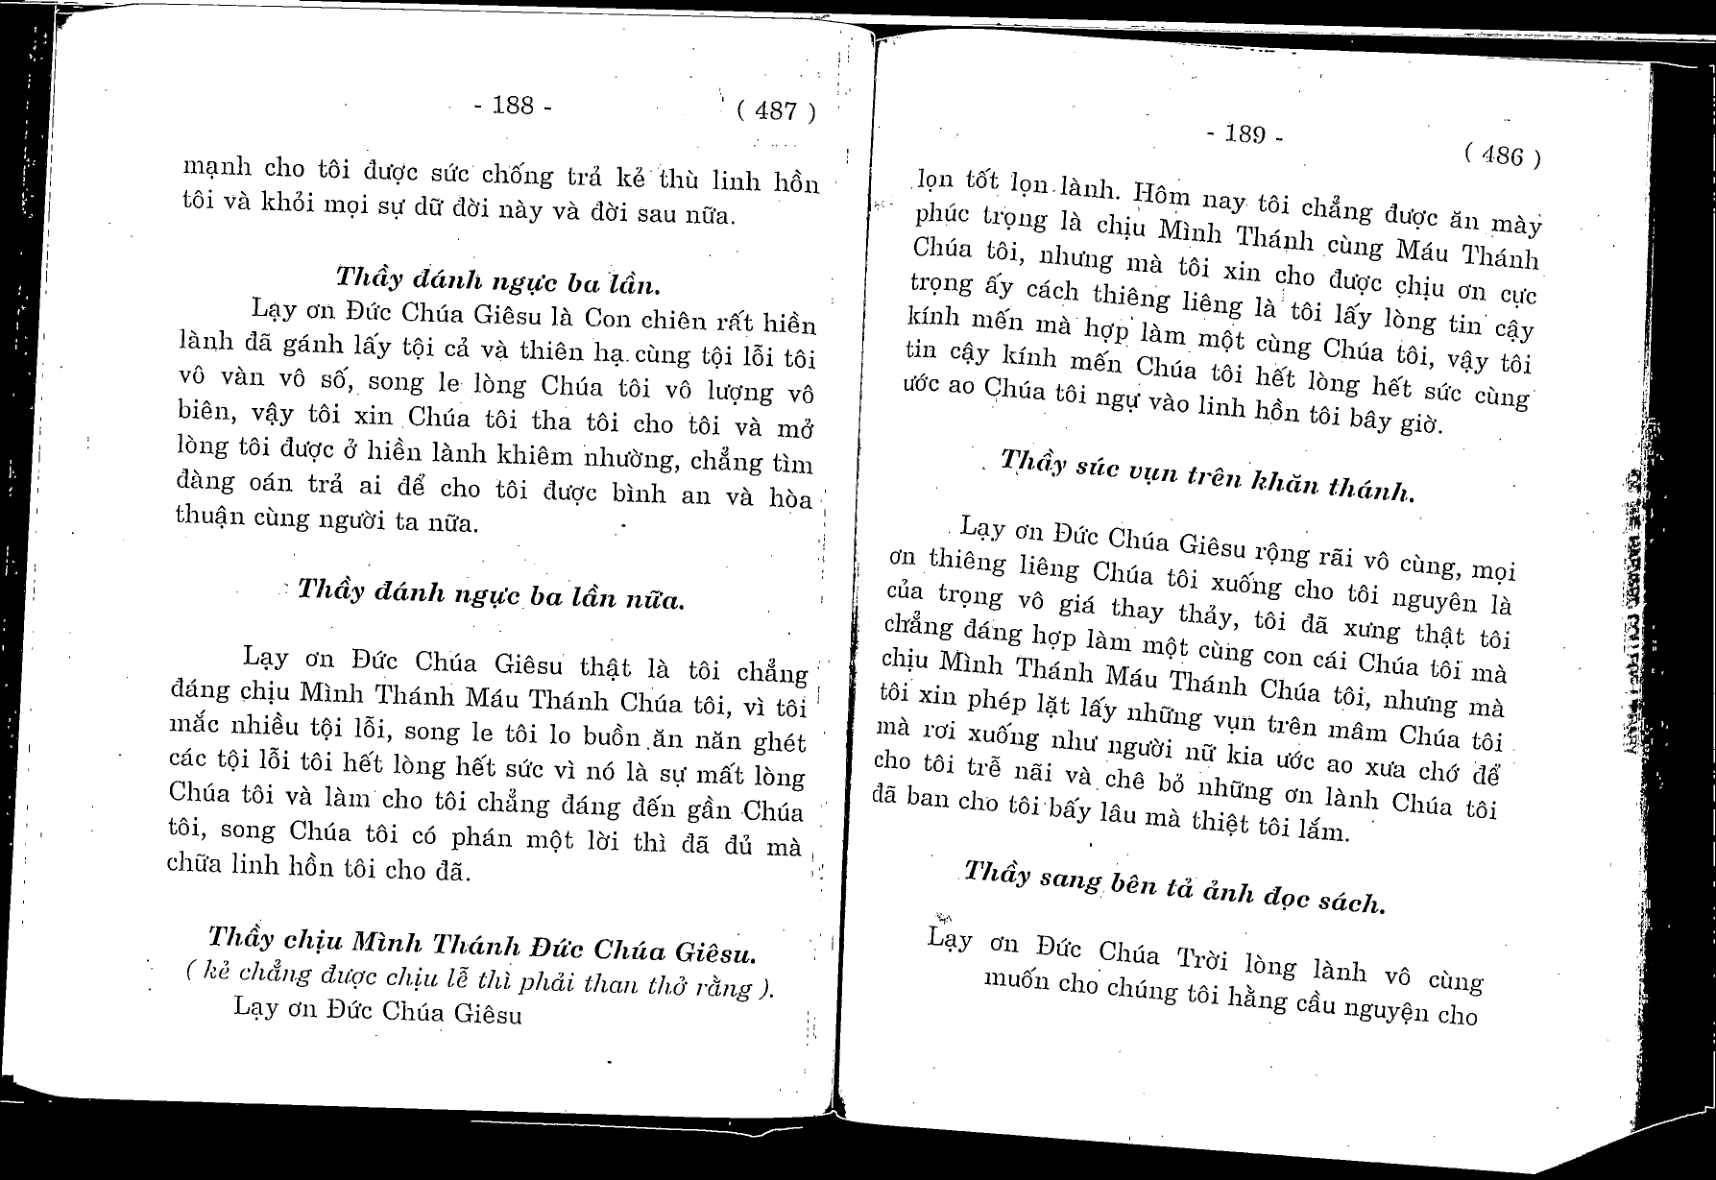 - 188 -
( 487 )
mạnh cho tôi được sức chống trả kẻ thù linh hồn
tôi và khỏi mọi sự dữ đời này và đời sau nữa.
Thầy đánh ngực ba lần.
Lạy ơn Đức Chúa Giêsu là Con chiên rất hiền
lành đã gánh lấy tội cả và thiên hạ cùng tội lỗi tôi
vô vàn vô số, song le lòng Chúa tôi vô lượng vô
biên, vậy tôi xin Chúa tôi tha tôi cho tôi và mở
lòng tôi được ở hiền lành khiêm nhường, chẳng tìm
đàng oán trả ai để cho tôi được bình an và hòa
thuận cùng người ta nữa.
Thầy đánh ngực ba lần nữa.
Lạy ơn Đức Chúa Giêsu thật là tôi chẳng
đáng chịu Mình Thánh Máu Thánh Chúa tôi, vì tôi
mắc nhiều tội lỗi, song le tôi lo buồn ăn năn ghét
các tội lỗi tôi hết lòng hết sức vì nó là sự mất lòng
Chúa tôi và làm cho tôi chẳng đáng đến gần Chúa
tôi, song Chúa tôi có phán một lời thì đã đủ mà
chữa linh hồn tôi cho đã.
Thầy chịu Mình Thánh Đức Chúa Giêsu.
( kẻ chẳng được chịu lễ thì phải than thở rằng ).
Lạy ơn Đức Chúa Giêsu
- 189 -
( 486 )
lọn tốt lọn lành. Hôm nay tôi chẳng được ăn mày
phúc trọng là chịu Mình Thánh cùng Máu Thánh
Chúa tôi, nhưng mà tôi xin cho được chịu ơn cực
trọng ấy cách thiêng liêng là tôi lấy lòng tin cậy
kính mến mà hợp làm một cùng Chúa tôi, vậy tôi
tin cậy kính mến Chúa tôi hết lòng hết sức cùng
ước ao Chúa tôi ngự vào linh hồn tôi bây giờ.
Thầy súc vụn trên khăn thánh.
Lạy ơn Đức Chúa Giêsu rộng rãi vô cùng, mọi
ơn thiêng liêng Chúa tôi xuống cho tôi nguyên là
của trọng vô giá thay thảy, tôi đã xưng thật tôi
chẳng đáng hợp làm một cùng con cái Chúa tôi mà
chịu Mình Thánh Máu Thánh Chúa tôi, nhưng mà
tôi xin phép lặt lấy những vụn trên mâm Chúa tôi
mà rơi xuống như người nữ kia ước ao xưa chớ để
cho tôi trễ nãi và chê bỏ những ơn lành Chúa tôi
đã ban cho tôi bấy lâu mà thiệt tôi lắm.
Thầy sang bên tả ảnh đọc sách.
Lạy ơn Đức Chúa Trời lòng lành vô cùng
muốn cho chúng tôi hằng cầu nguyện cho